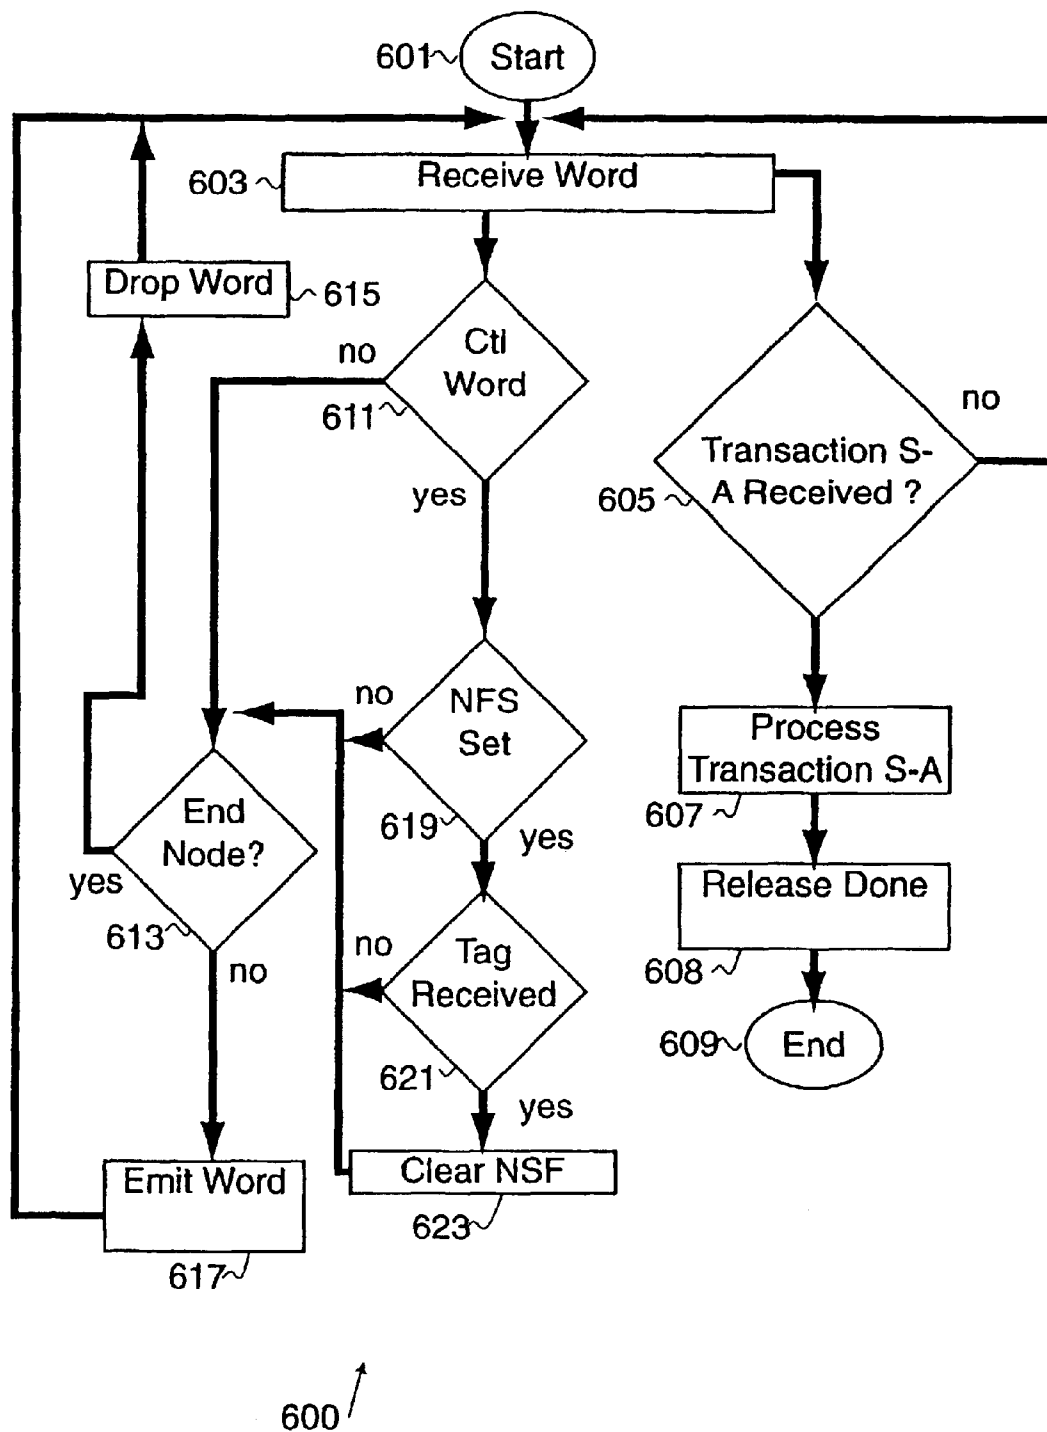 601
Start
603
Receive Word
Drop Word
615
no
Ctl
Word
611
yes
no
Transaction S-
A Received ?
605
no
NFS
Set
619
yes
Process
Transaction S-A
607
End
Node?
yes
613
no
Release Done
608
no
Tag
Received
621
yes
609
End
Emit Word
617
Clear NSF
623
600